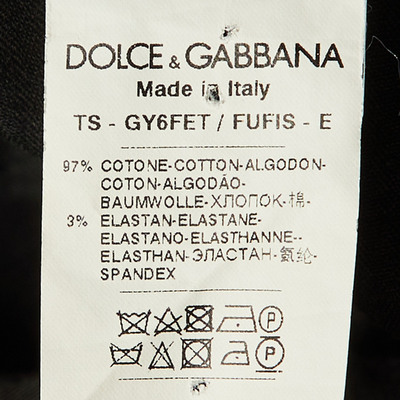 DOLCE & GABBANA
Made in Italy
TS - GY6FET / FUFIS - E
97% COTONE-COTTON-ALGODON-
COTON-ALGODÃO-
BAUMWOLLE-ХЛОПОК-棉-
3% ELASTAN-ELASTANE-
ELASTANO-ELASTHANNE--
ELASTHAN-ЭЛАСТАН-氨纶-
SPANDEX
P
P